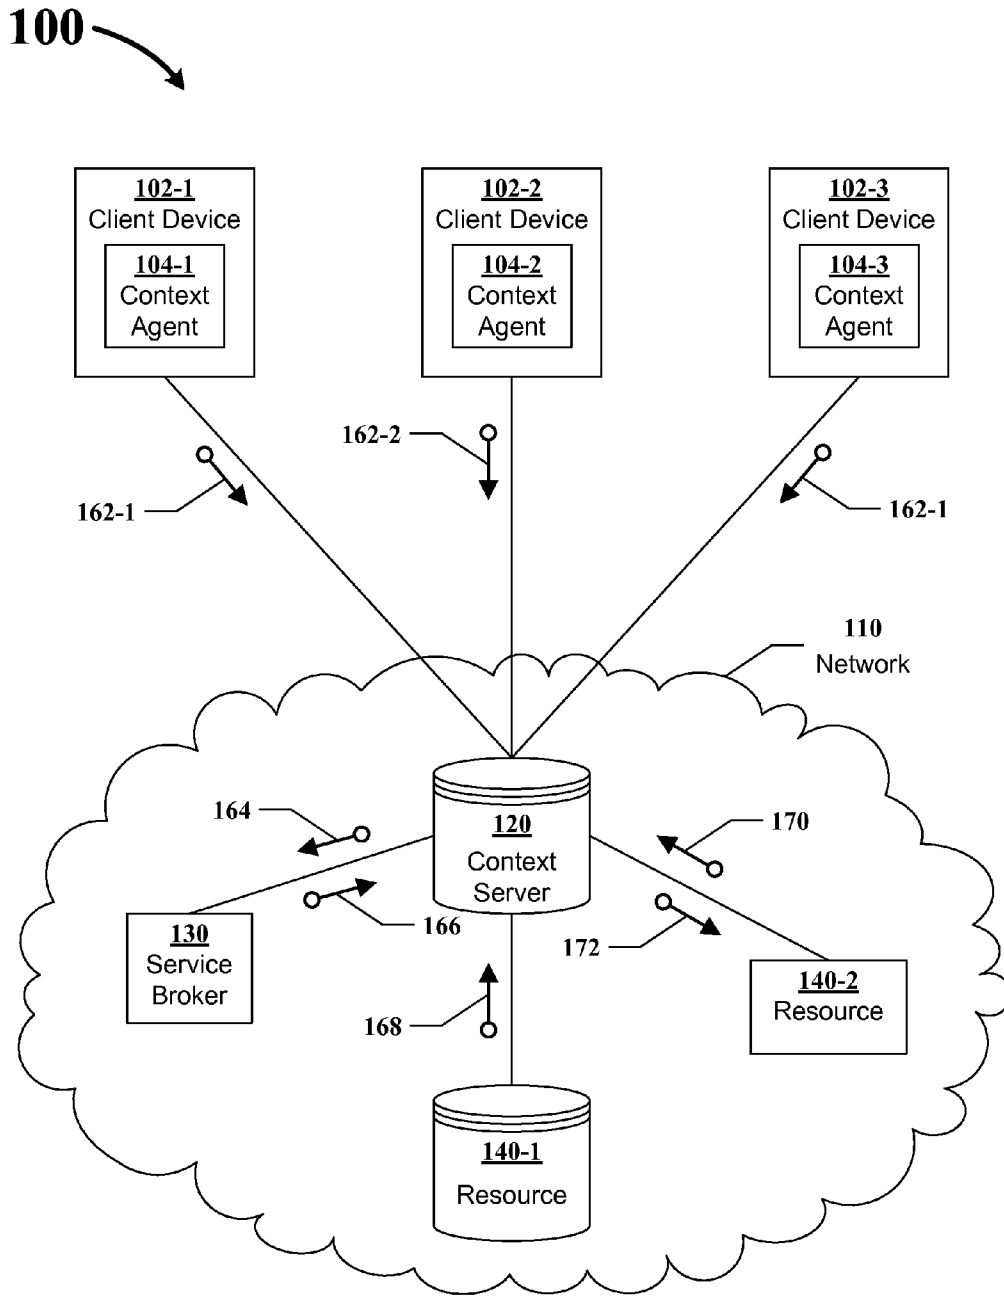 100
102-1
Client Device
104-1
Context
Agent
102-2
Client Device
104-2
Context
Agent
102-3
Client Device
104-3
Context
Agent
162-1
162-2
162-1
110
Network
164
120
Context
Server
170
166
172
130
Service
Broker
140-2
Resource
168
140-1
Resource